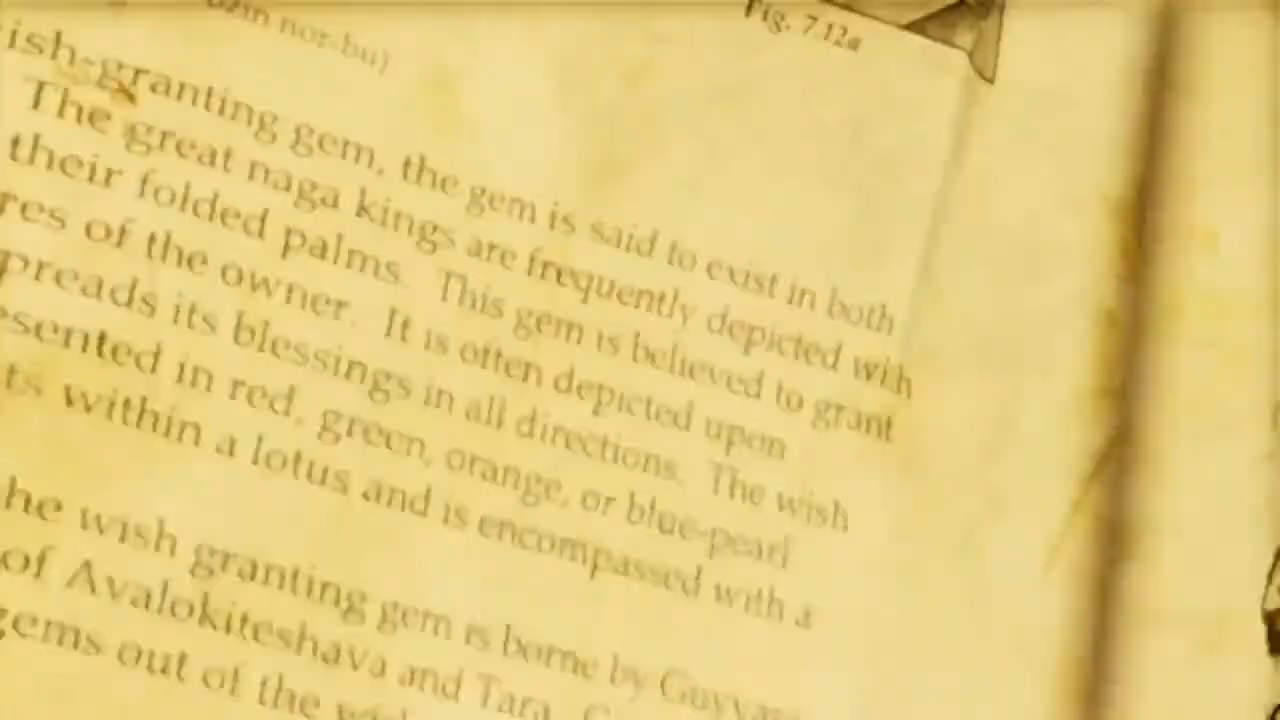 nor-bu)
Fig. 7.12a
ish-granting gem, the gem is said to exist in both
The great naga kings are frequently depicted with
their folded palms. This gem is believed to grant
res of the owner. It is often depicted upon
preads its blessings in all directions. The wish
esented in red, green, orange, or blue-pearl
ts within a lotus and is encompassed with a
he wish granting gem is borne by
of Avalokiteshava and Tara.
gems out of the